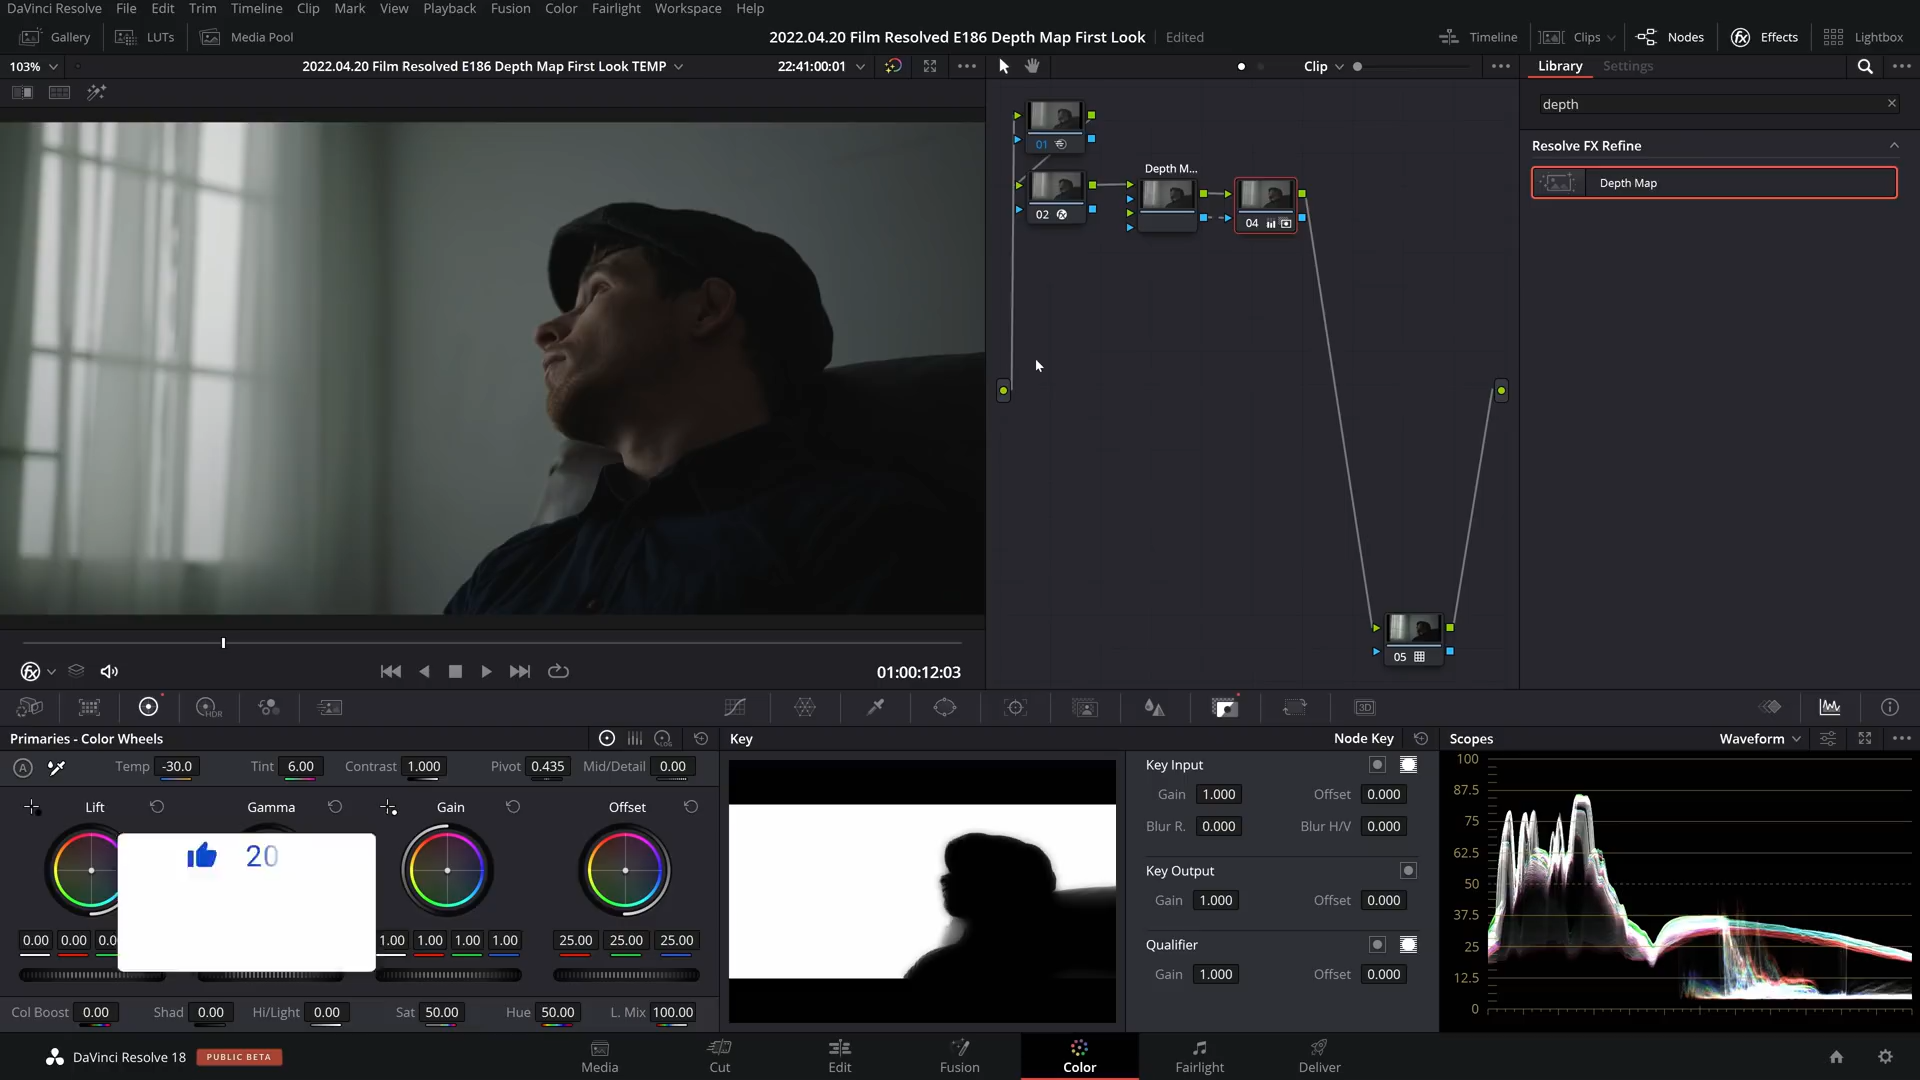 DaVinci Resolve File Edit Trim Timeline Clip Mark View Playback Fusion Color Fairlight Workspace Help
Gallery LUTs Media Pool 2022.04.20 Film Resolved E186 Depth Map First Look Edited Timeline Clips Nodes Effects Lightbox
103% 2022.04.20 Film Resolved E186 Depth Map First Look TEMP 22:41:00:01 Clip Library Settings
depth
Resolve FX Refine
Depth Map
01
Depth M...
02
04
05
01:00:12:03
HDR
3D
Primaries - Color Wheels LOG Key Node Key Scopes Waveform
A Temp -30.0 Tint 6.00 Contrast 1.000 Pivot 0.435 Mid/Detail 0.00
Lift Gamma Gain Offset
20
0.00 0.00 0.0 1.00 1.00 1.00 1.00 25.00 25.00 25.00
Col Boost 0.00 Shad 0.00 Hi/Light 0.00 Sat 50.00 Hue 50.00 L. Mix 100.00
Key Input
Gain 1.000 Offset 0.000
Blur R. 0.000 Blur H/V 0.000
Key Output
Gain 1.000 Offset 0.000
Qualifier
Gain 1.000 Offset 0.000
100
87.5
75
62.5
50
37.5
25
12.5
0
DaVinci Resolve 18 PUBLIC BETA
Media Cut Edit Fusion Color Fairlight Deliver